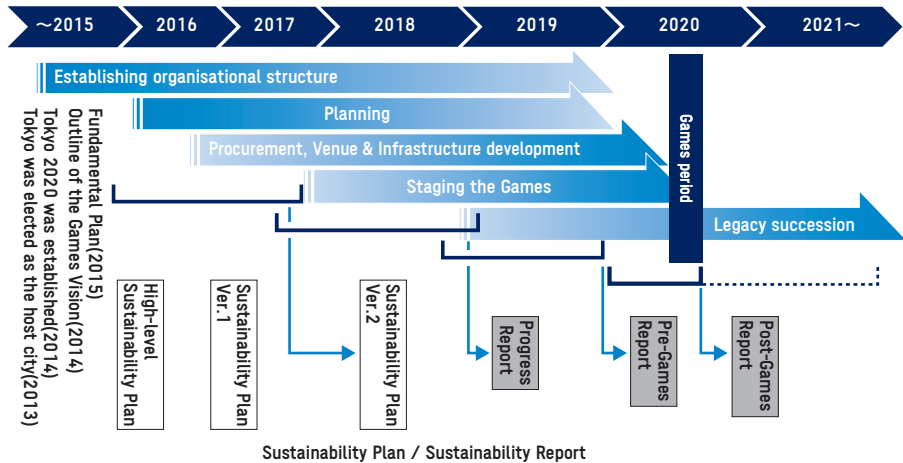 ～2015
2016
2017
2018
2019
2020
2021～
Establishing organisational structure
Planning
Procurement, Venue & Infrastructure development
Staging the Games
Legacy succession
Games period
Fundamental Plan(2015)
Outline of the Games Vision(2014)
Tokyo 2020 was established(2014)
Tokyo was elected as the host city(2013)
High-level
Sustainability Plan
Sustainability Plan
Ver.1
Sustainability Plan
Ver.2
Progress
Report
Pre-Games
Report
Post-Games
Report
Sustainability Plan / Sustainability Report